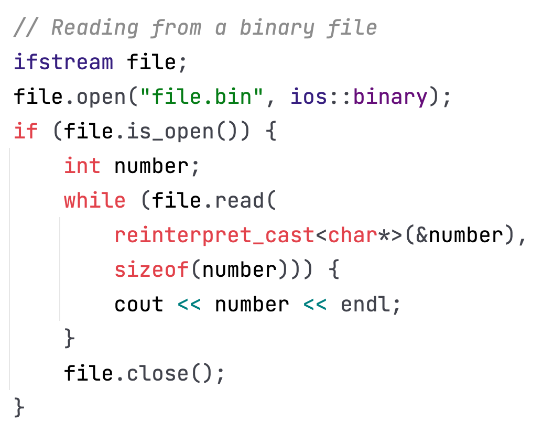 // Reading from a binary file
ifstream file;
file.open("file.bin", ios::binary);
if (file.is_open()) {
    int number;
    while (file.read(
        reinterpret_cast<char*>(&number),
        sizeof(number))) {
        cout << number << endl;
    }
    file.close();
}